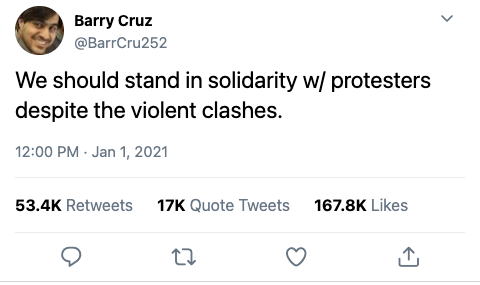 Barry Cruz
@BarrCru252
We should stand in solidarity w/ protesters
despite the violent clashes.
12:00 PM · Jan 1, 2021
53.4K Retweets 17K Quote Tweets 167.8K Likes